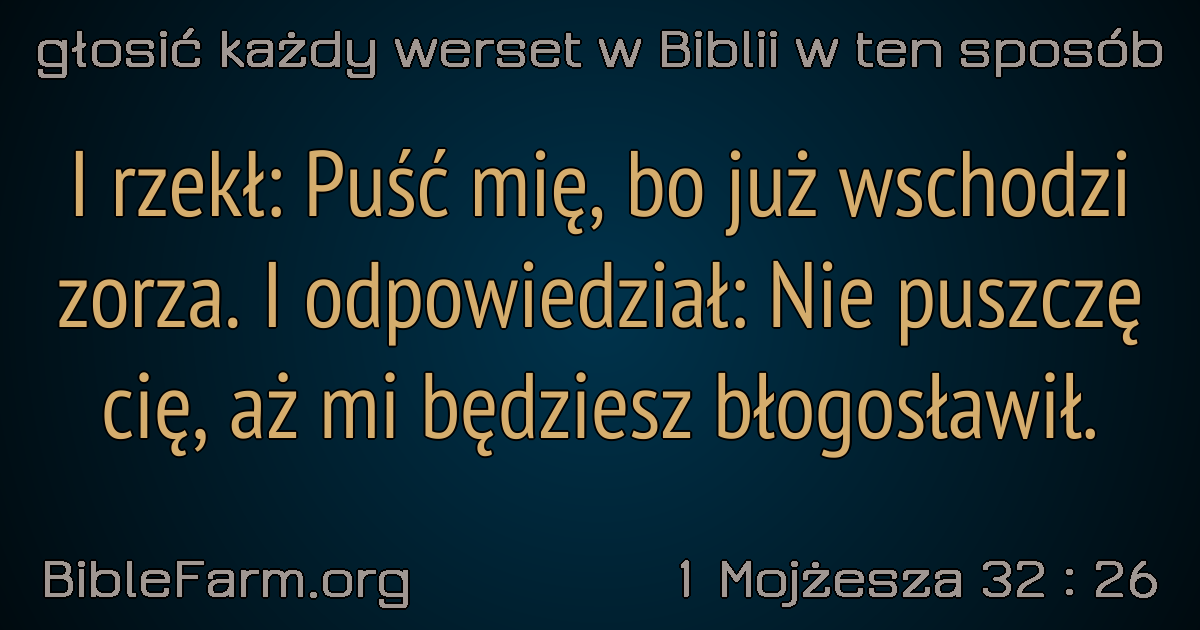 głosić każdy werset w Biblii w ten sposób
I rzekł: Puść mię, bo już wschodzi
zorza. I odpowiedział: Nie puszczę
cię, aż mi będziesz błogosławił.
BibleFarm.org
1 Mojżesza 32 : 26